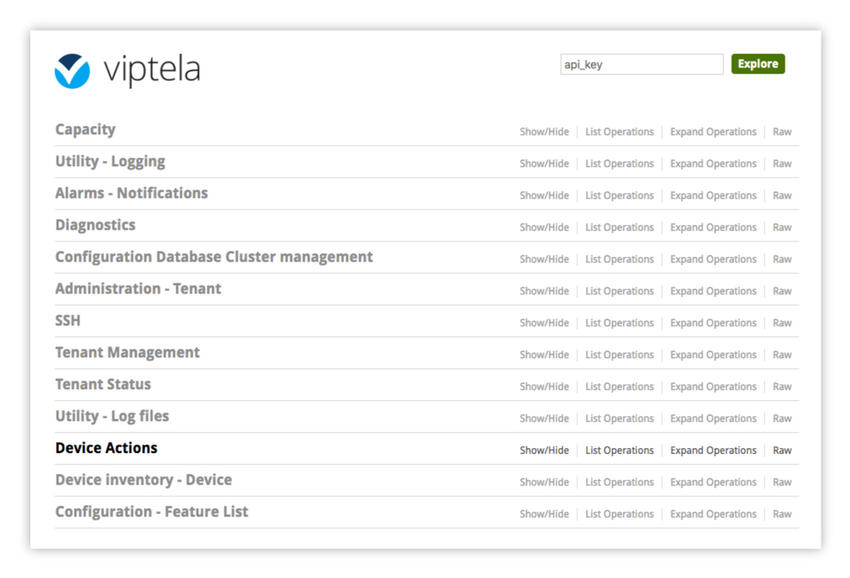 viptela
api_key Explore
Capacity Show/Hide List Operations Expand Operations Raw
Utility - Logging Show/Hide List Operations Expand Operations Raw
Alarms - Notifications Show/Hide List Operations Expand Operations Raw
Diagnostics Show/Hide List Operations Expand Operations Raw
Configuration Database Cluster management Show/Hide List Operations Expand Operations Raw
Administration - Tenant Show/Hide List Operations Expand Operations Raw
SSH Show/Hide List Operations Expand Operations Raw
Tenant Management Show/Hide List Operations Expand Operations Raw
Tenant Status Show/Hide List Operations Expand Operations Raw
Utility - Log files Show/Hide List Operations Expand Operations Raw
Device Actions Show/Hide List Operations Expand Operations Raw
Device inventory - Device Show/Hide List Operations Expand Operations Raw
Configuration - Feature List Show/Hide List Operations Expand Operations Raw